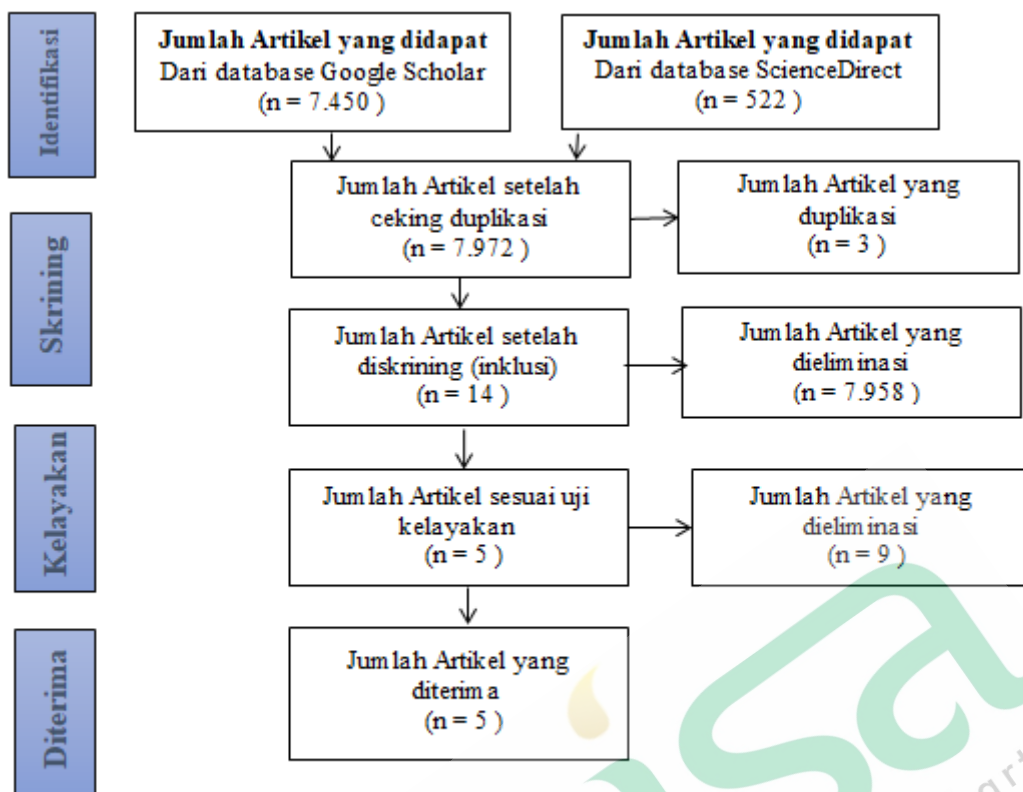 Identifikasi
Jumlah Artikel yang didapat
Dari database Google Scholar
(n = 7.450 )
Jumlah Artikel yang didapat
Dari database ScienceDirect
(n = 522 )
Jumlah Artikel setelah
ceking duplikasi
(n = 7.972 )
Jumlah Artikel yang
duplikasi
(n = 3 )
Skrining
Jumlah Artikel setelah
diskrining (inklusi)
(n = 14 )
Jumlah Artikel yang
dieliminasi
(n = 7.958 )
Kelayakan
Jumlah Artikel sesuai uji
kelayakan
(n = 5 )
Jumlah Artikel yang
dieliminasi
(n = 9 )
Diterima
Jumlah Artikel yang
diterima
(n = 5 )